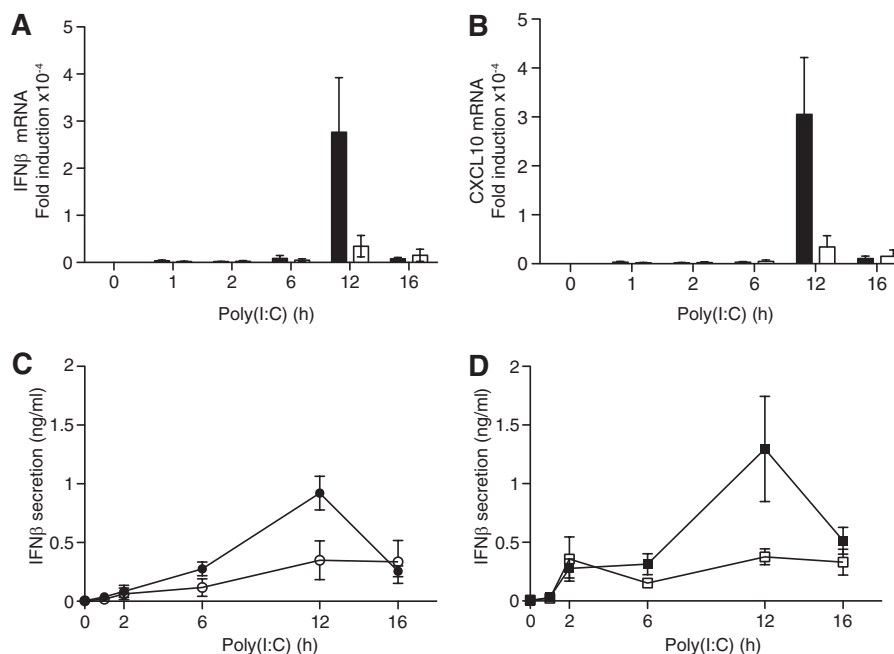 A
IFNβ mRNA
Fold induction x10⁻⁴
5
4
3
2
1
0
0 1 2 6 12 16
Poly(I:C) (h)
B
CXCL10 mRNA
Fold induction x10⁻⁴
5
4
3
2
1
0
0 1 2 6 12 16
Poly(I:C) (h)
C
IFNβ secretion (ng/ml)
2
1.5
1
0.5
0
0 2 6 12 16
Poly(I:C) (h)
D
IFNβ secretion (ng/ml)
2
1.5
1
0.5
0
0 2 6 12 16
Poly(I:C) (h)